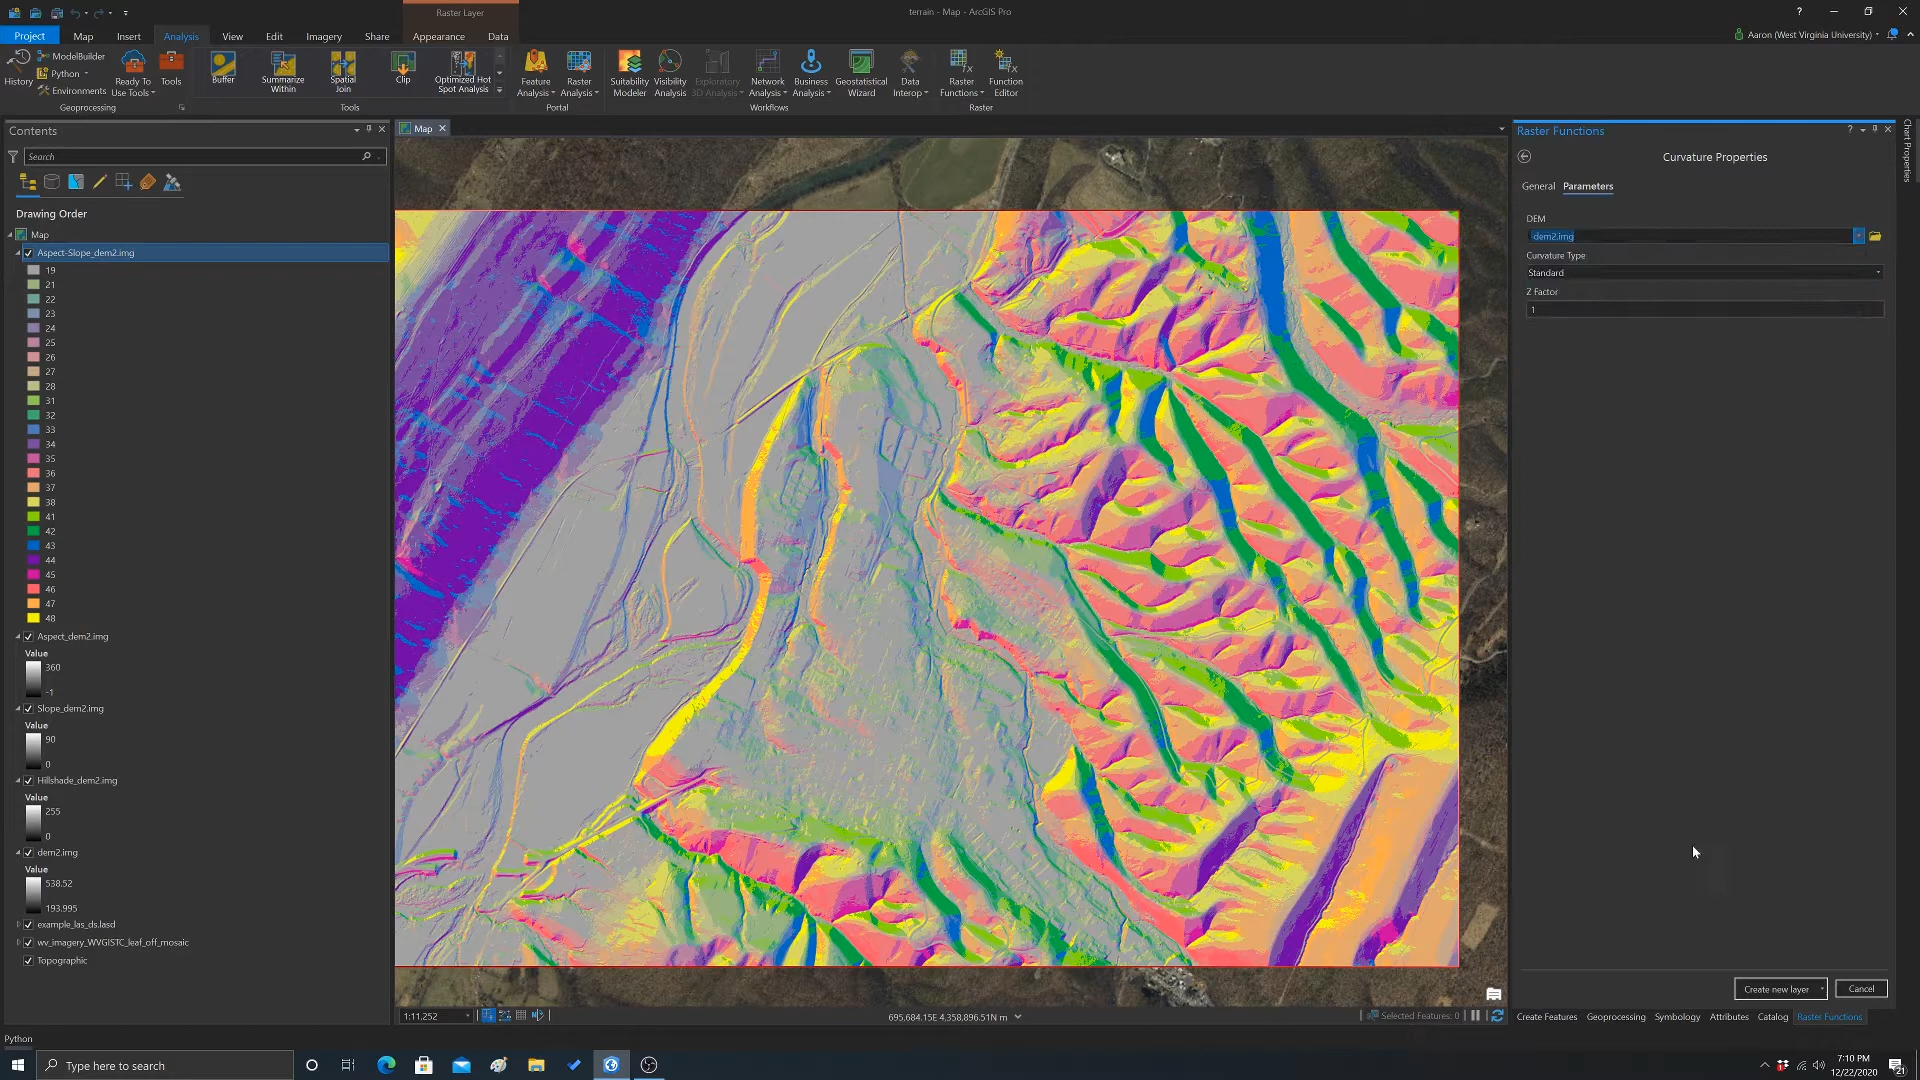 Raster Layer
terrain - Map - ArcGIS Pro
?
Project
Map
Insert
Analysis
View
Edit
Imagery
Share
Appearance
Data
Aaron (West Virginia University)
History
ModelBuilder
Python
Environments
Ready To Use Tools
Tools
Buffer
Summarize Within
Spatial Join
Clip
Optimized Hot Spot Analysis
Feature Analysis
Raster Analysis
Suitability Modeler
Visibility Analysis
Exploratory 3D Analysis
Network Analysis
Business Analysis
Geostatistical Wizard
Data Interop
Raster Functions
Function Editor
Geoprocessing
Tools
Portal
Workflows
Raster
Contents
Search
Drawing Order
Map
Aspect-Slope_dem2.img
19
21
22
23
24
25
26
27
28
31
32
33
34
35
36
37
38
41
42
43
44
45
46
47
48
Aspect_dem2.img
Value
360
-1
Slope_dem2.img
Value
90
0
Hillshade_dem2.img
Value
255
0
dem2.img
Value
538.52
193.995
example_las_ds.lasd
wv_imagery_WVGISTC_leaf_off_mosaic
Topographic
Map
1:11,252
695,684.15E 4,358,896.51N m
Selected Features: 0
Raster Functions
?
Chart Properties
Curvature Properties
General
Parameters
DEM
dem2.img
Curvature Type
Standard
Z Factor
1
Create new layer
Cancel
Create Features
Geoprocessing
Symbology
Attributes
Catalog
Raster Functions
Python
Type here to search
7:10 PM
12/22/2020
21